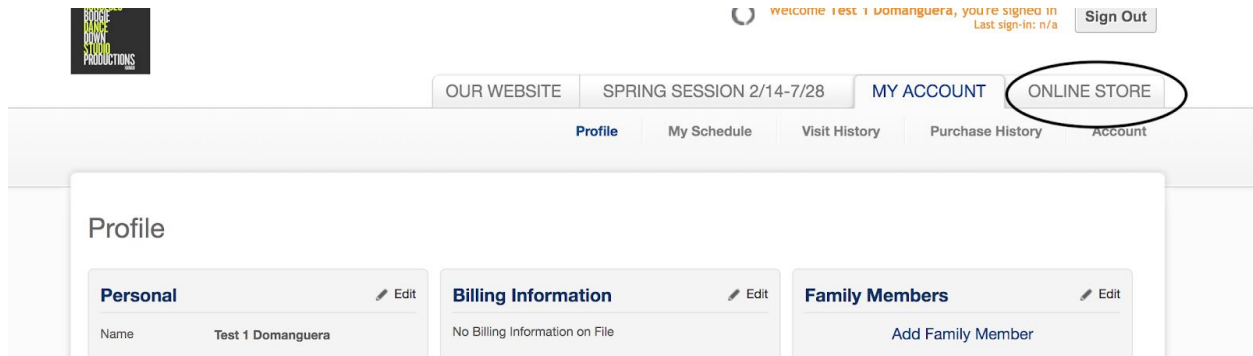 BOOGIE
DANCE
DOWN
STUDIO
PRODUCTIONS
Welcome Test 1 Domanguera, you're signed in
Last sign-in: n/a
Sign Out
OUR WEBSITE SPRING SESSION 2/14-7/28 MY ACCOUNT ONLINE STORE
Profile My Schedule Visit History Purchase History Account
Profile
Personal Edit Billing Information Edit Family Members Edit
Name Test 1 Domanguera No Billing Information on File Add Family Member